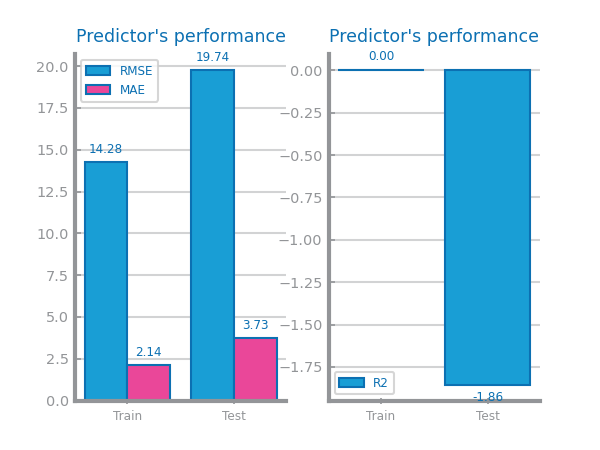 Predictor's performance
20.0
17.5
15.0
12.5
10.0
7.5
5.0
2.5
0.0
RMSE
MAE
14.28
2.14
19.74
3.73
Train
Test
Predictor's performance
0.00
−0.25
−0.50
−0.75
−1.00
−1.25
−1.50
−1.75
0.00
-1.86
R2
Train
Test